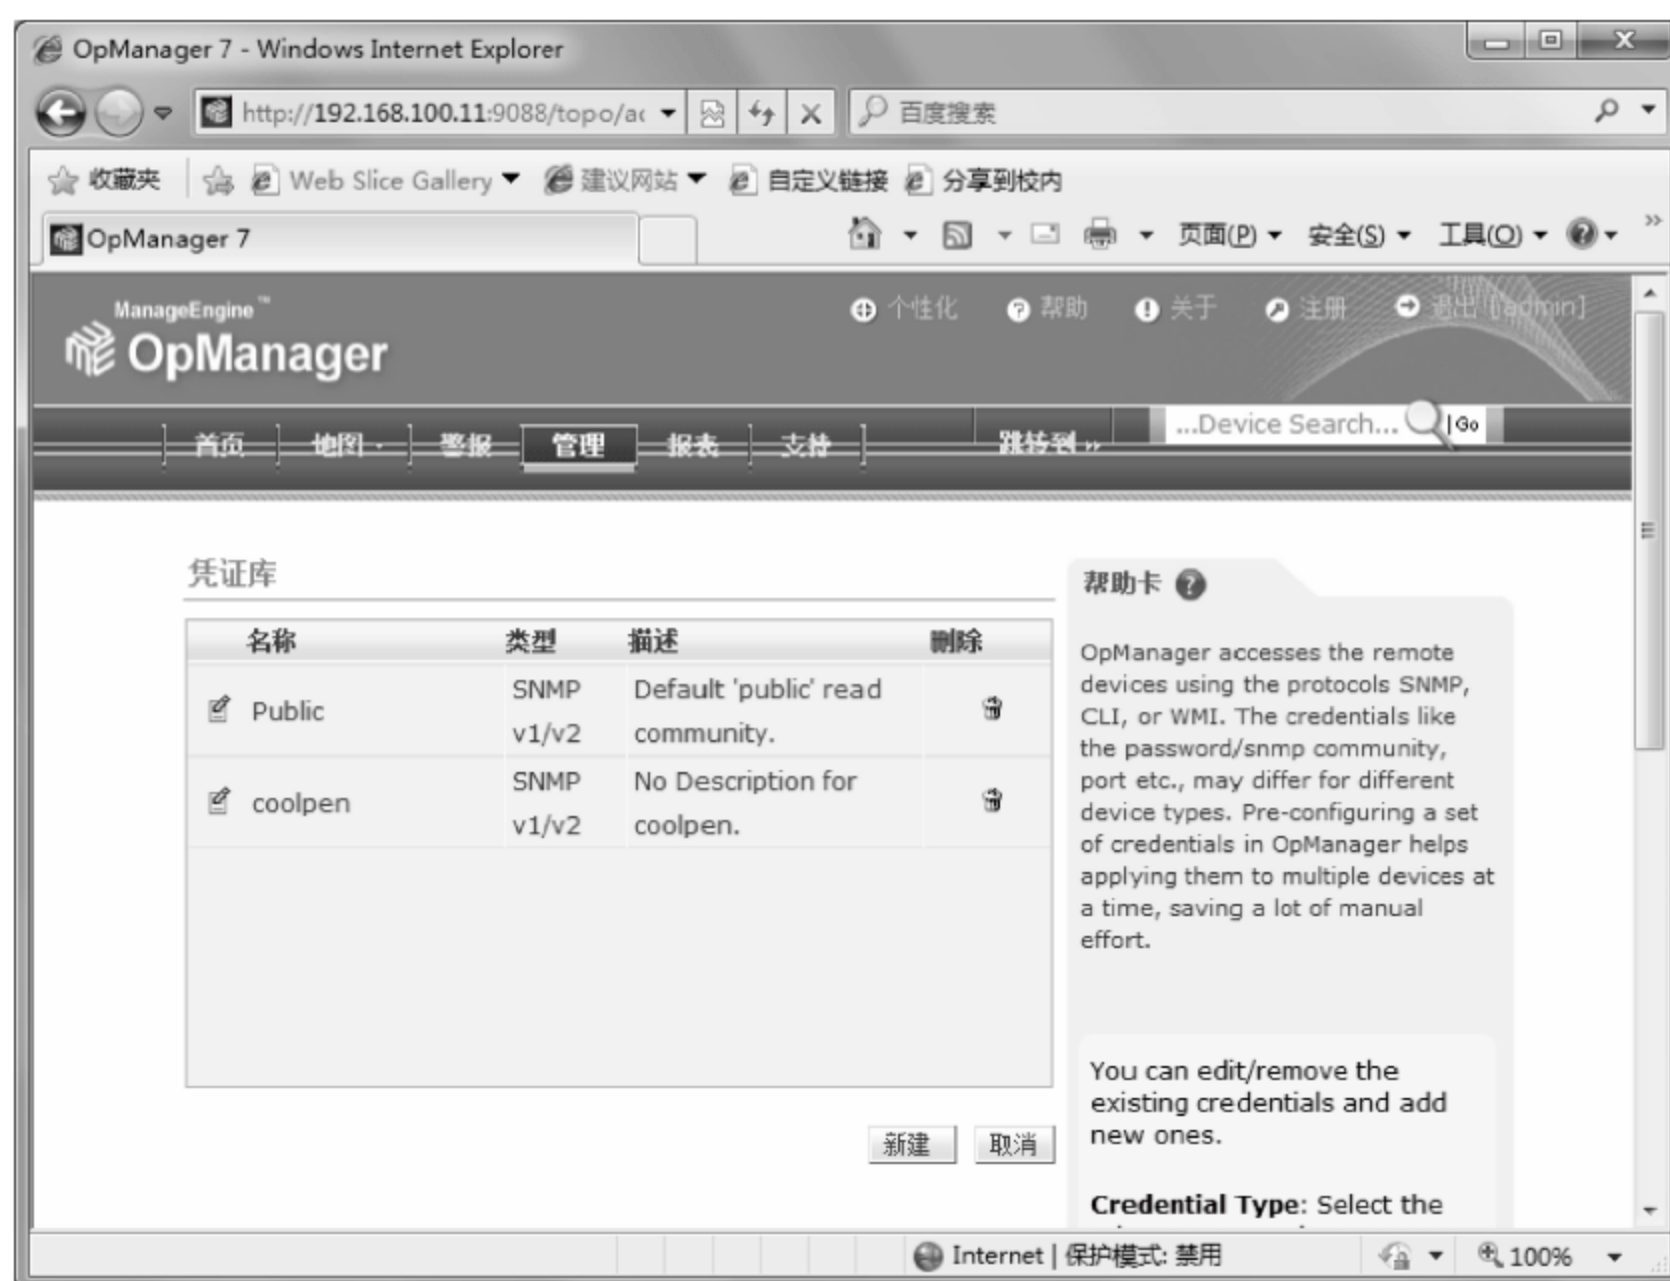 OpManager 7 - Windows Internet Explorer
http://192.168.100.11:9088/topo/ac
百度搜索
收藏夹 Web Slice Gallery 建议网站 自定义链接 分享到校内
OpManager 7
页面(P) 安全(S) 工具(O)
ManageEngine™
OpManager
个性化 帮助 关于 注册 退出 [admin]
首页 地图 警报 管理 报表 支持 跳转到 ...Device Search... Go
凭证库
名称 类型 描述 删除
Public SNMP v1/v2 Default 'public' read community.
coolpen SNMP v1/v2 No Description for coolpen.
新建 取消
帮助卡
OpManager accesses the remote
devices using the protocols SNMP,
CLI, or WMI. The credentials like
the password/snmp community,
port etc., may differ for different
device types. Pre-configuring a set
of credentials in OpManager helps
applying them to multiple devices at
a time, saving a lot of manual
effort.
You can edit/remove the
existing credentials and add
new ones.
Credential Type: Select the
Internet | 保护模式: 禁用 100%